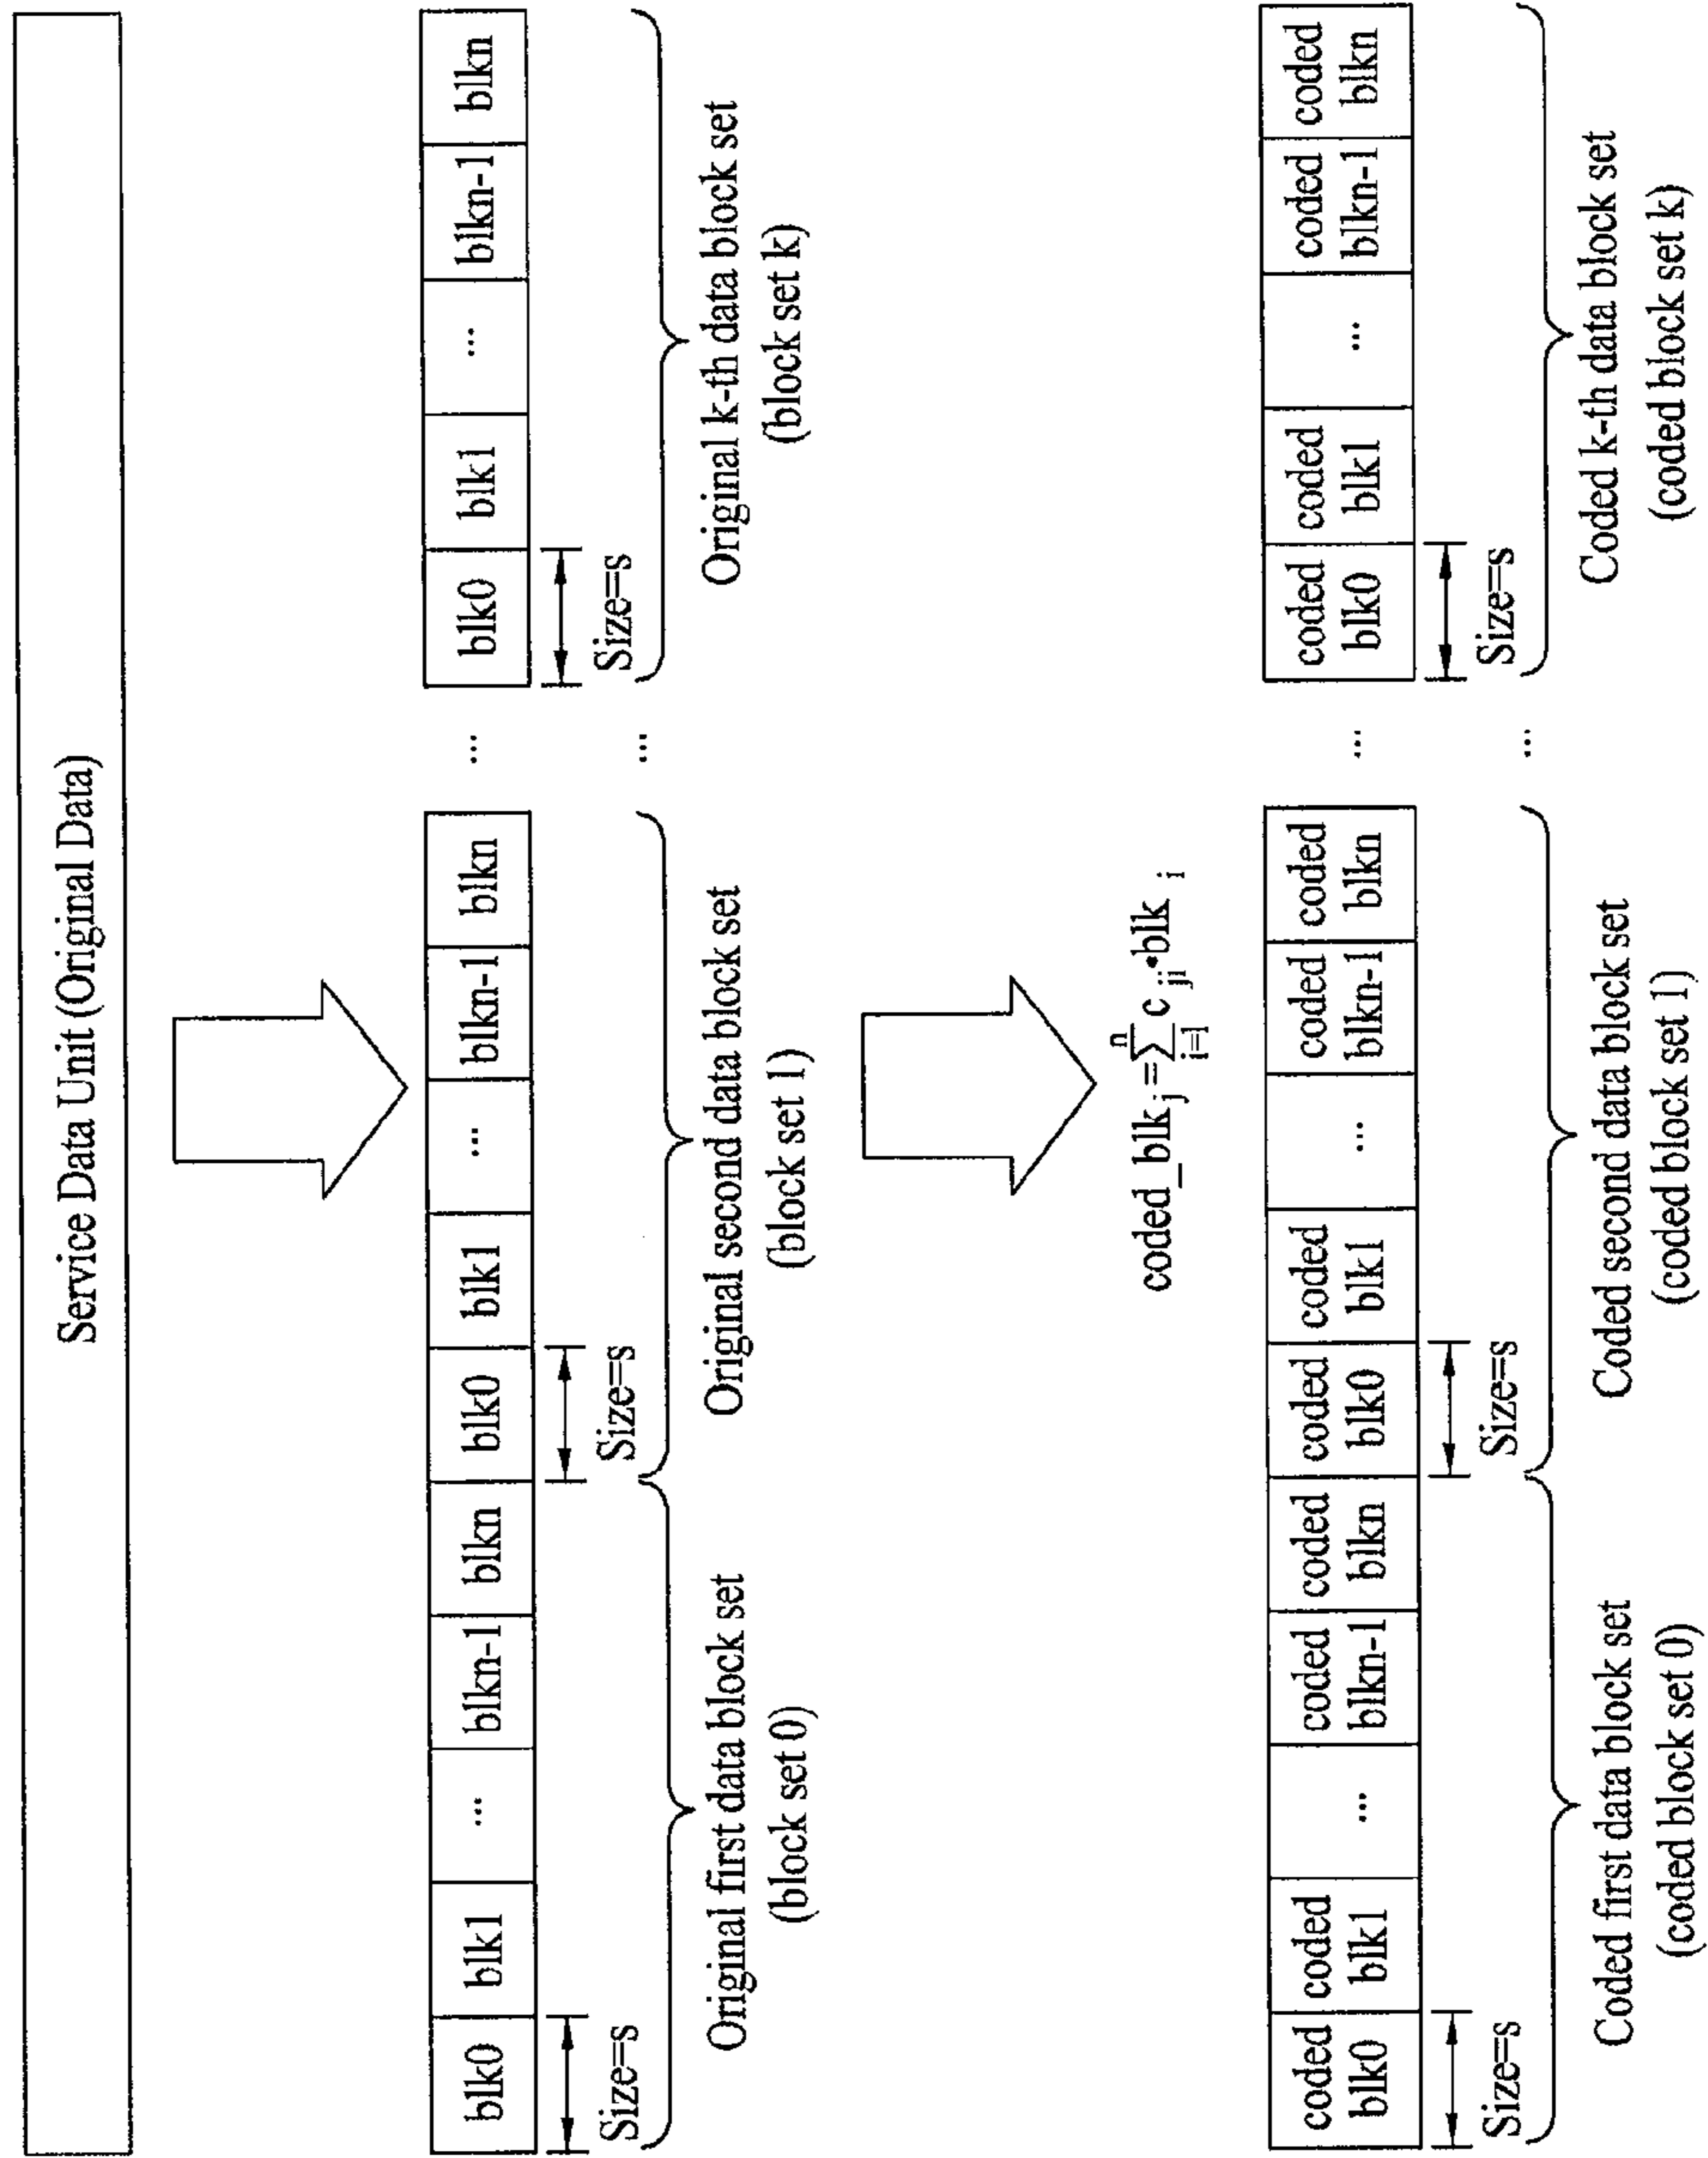 Service Data Unit (Original Data)
blk0 blk1 ... blkn-1 blkn blk0 blk1 ... blkn-1 blkn ... blk0 blk1 ... blkn-1 blkn
Size=s Size=s ... Size=s
Original first data block set
(block set 0)
Original second data block set
(block set 1)
Original k-th data block set
(block set k)
coded_blk j = n ∑ i=1 c ji • blk i
coded blk0 coded blk1 ... coded blkn-1 coded blkn coded blk0 coded blk1 ... coded blkn-1 coded blkn ... coded blk0 coded blk1 ... coded blkn-1 coded blkn
Size=s Size=s ... Size=s
Coded first data block set
(coded block set 0)
Coded second data block set
(coded block set 1)
Coded k-th data block set
(coded block set k)